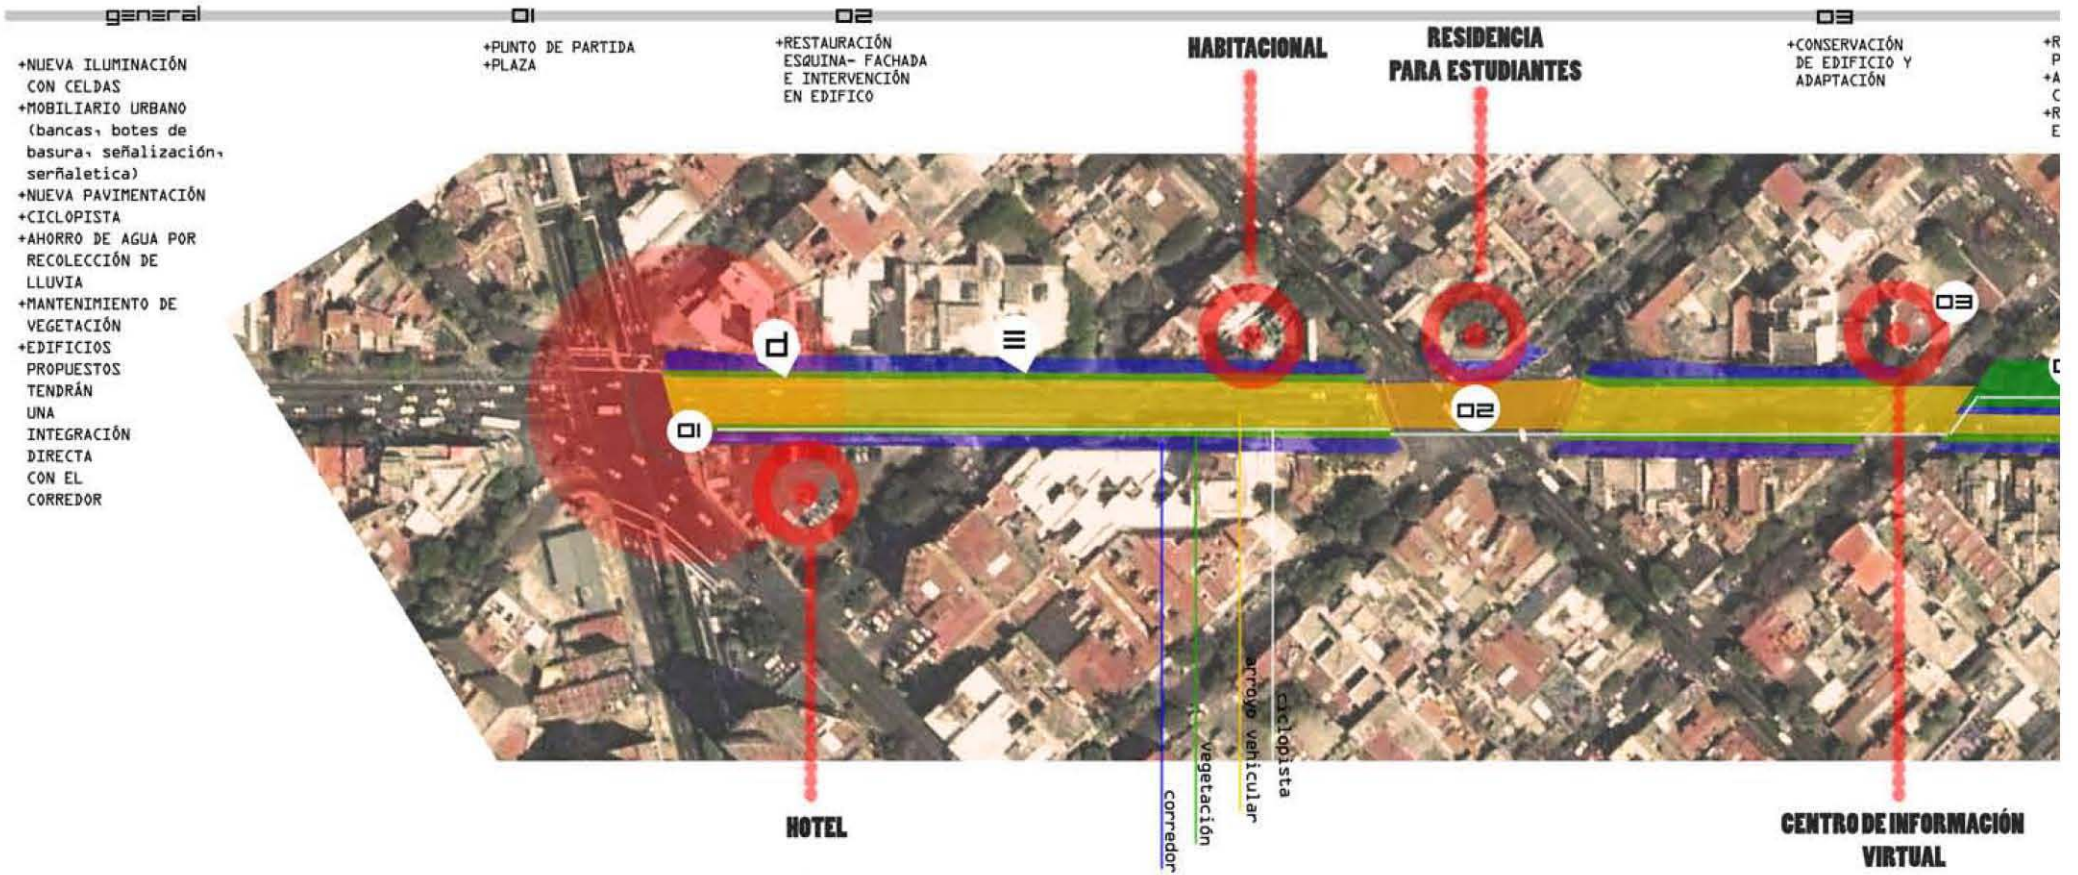 general
+NUEVA ILUMINACIÓN
CON CELDAS
+MOBILIARIO URBANO
(bancas, botes de
basura, señalización,
serñaletica)
+NUEVA PAVIMENTACIÓN
+CICLOPISTA
+AHORRO DE AGUA POR
RECOLECCIÓN DE
LLUVIA
+MANTENIMIENTO DE
VEGETACIÓN
+EDIFICIOS
PROPUESTOS
TENDRÁN
UNA
INTEGRACIÓN
DIRECTA
CON EL
CORREDOR
01
+PUNTO DE PARTIDA
+PLAZA
02
+RESTAURACIÓN
ESQUINA- FACHADA
E INTERVENCIÓN
EN EDIFICO
HABITACIONAL
RESIDENCIA
PARA ESTUDIANTES
03
+CONSERVACIÓN
DE EDIFICIO Y
ADAPTACIÓN
+R
P
+A
C
+R
E
d
01
02
03
corredor
vegetación
arroyo vehicular
ciclopista
HOTEL
CENTRO DE INFORMACIÓN
VIRTUAL